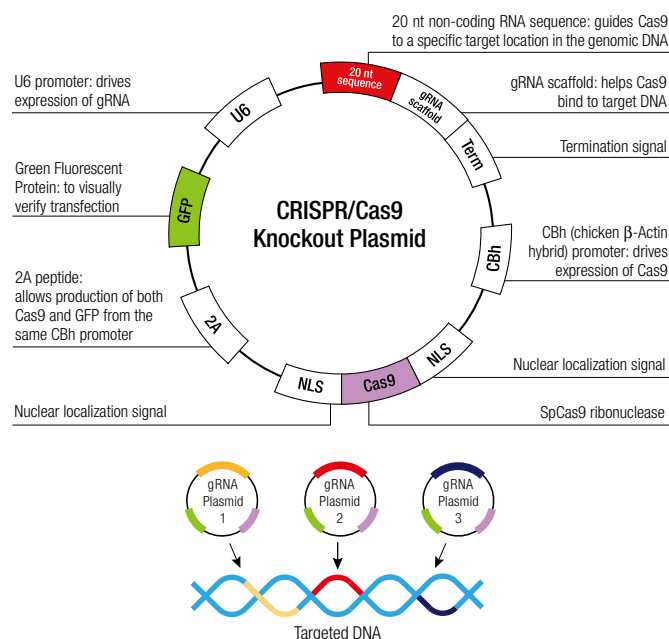 20 nt non-coding RNA sequence: guides Cas9
to a specific target location in the genomic DNA
U6 promoter: drives
expression of gRNA
20 nt
sequence
gRNA
scaffold
gRNA scaffold: helps Cas9
bind to target DNA
U6
Term
Termination signal
Green Fluorescent
Protein: to visually
verify transfection
GFP
CRISPR/Cas9
Knockout Plasmid
CBh
CBh (chicken β-Actin
hybrid) promoter: drives
expression of Cas9
2A peptide:
allows production of both
Cas9 and GFP from the
same CBh promoter
2A
NLS
Cas9
NLS
Nuclear localization signal
Nuclear localization signal
SpCas9 ribonuclease
gRNA
Plasmid
1
gRNA
Plasmid
2
gRNA
Plasmid
3
Targeted DNA